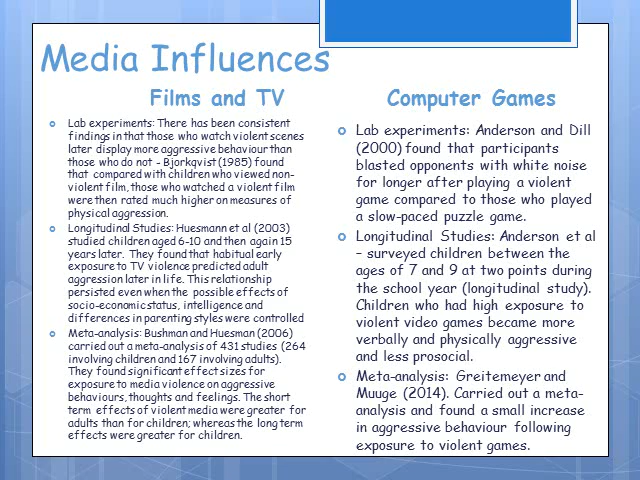 Media Influences
Films and TV
Lab experiments: There has been consistent
findings in that those who watch violent scenes
later display more aggressive behaviour than
those who do not - Bjorkqvist (1985) found
that compared with children who viewed non-
violent film, those who watched a violent film
were then rated much higher on measures of
physical aggression.
Longitudinal Studies: Huesmann et al (2003)
studied children aged 6-10 and then again 15
years later. They found that habitual early
exposure to TV violence predicted adult
aggression later in life. This relationship
persisted even when the possible effects of
socio-economic status, intelligence and
differences in parenting styles were controlled
Meta-analysis: Bushman and Huesman (2006)
carried out a meta-analysis of 431 studies (264
involving children and 167 involving adults).
They found significant effect sizes for
exposure to media violence on aggressive
behaviours, thoughts and feelings. The short
term effects of violent media were greater for
adults than for children; whereas the long term
effects were greater for children.
Computer Games
Lab experiments: Anderson and Dill
(2000) found that participants
blasted opponents with white noise
for longer after playing a violent
game compared to those who played
a slow-paced puzzle game.
Longitudinal Studies: Anderson et al
– surveyed children between the
ages of 7 and 9 at two points during
the school year (longitudinal study).
Children who had high exposure to
violent video games became more
verbally and physically aggressive
and less prosocial.
Meta-analysis: Greitemeyer and
Muuge (2014). Carried out a meta-
analysis and found a small increase
in aggressive behaviour following
exposure to violent games.